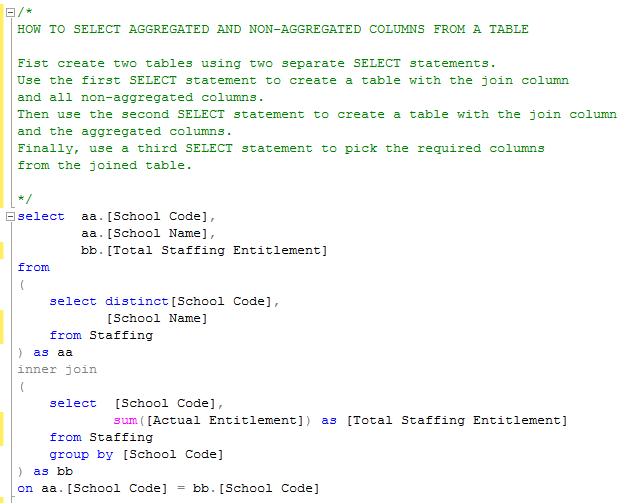 /*
HOW TO SELECT AGGREGATED AND NON-AGGREGATED COLUMNS FROM A TABLE
Fist create two tables using two separate SELECT statements.
Use the first SELECT statement to create a table with the join column
and all non-aggregated columns.
Then use the second SELECT statement to create a table with the join column
and the aggregated columns.
Finally, use a third SELECT statement to pick the required columns
from the joined table.
*/
select  aa.[School Code],
        aa.[School Name],
        bb.[Total Staffing Entitlement]
from
(
    select distinct[School Code],
           [School Name]
    from Staffing
) as aa
inner join
(
    select  [School Code],
            sum([Actual Entitlement]) as [Total Staffing Entitlement]
    from Staffing
    group by [School Code]
) as bb
on aa.[School Code] = bb.[School Code]